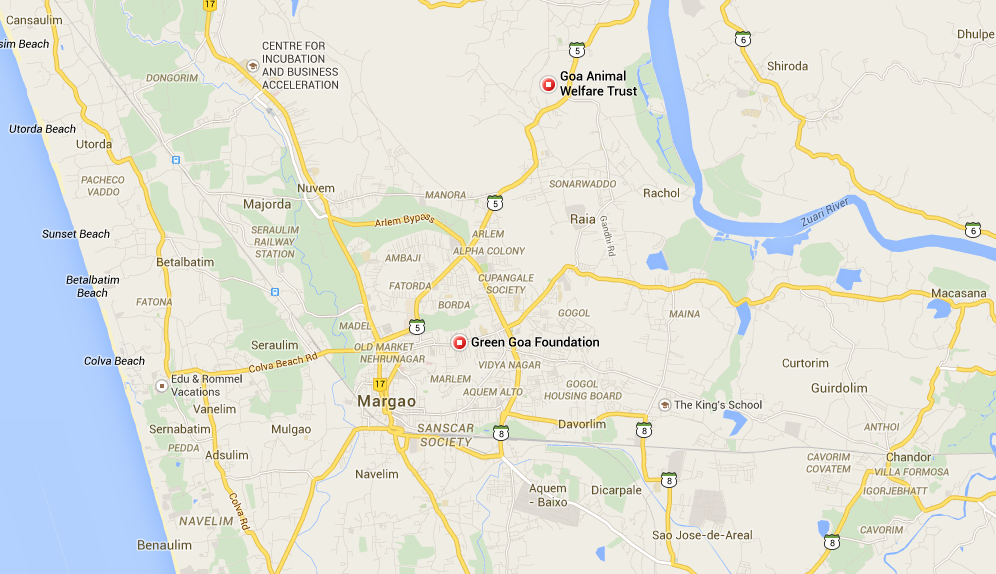 17
Cansaulim
CENTRE FOR
INCUBATION
AND BUSINESS
ACCELERATION
5
6
Dhulpe
sim Beach
Shiroda
DONGORIM
Goa Animal
Welfare Trust
Utorda Beach
Utorda
PACHECO
VADDO
Nuvem
MANORA
SONARWADDO
Rachol
Majorda
5
Arlem Bypass
Raia
Gandhi Rd
Zuari River
6
Sunset Beach
SERAULIM
RAILWAY
STATION
ARLEM
ALPHA COLONY
Betalbatim
AMBAJI
Betalbatim
Beach
FATORDA
CUPANGALE
SOCIETY
FATONA
BORDA
GOGOL
MAINA
Macasana
MADEL
5
Seraulim
OLD MARKET
NEHRUNAGAR
Green Goa Foundation
Colva Beach
Colva Beach Rd
VIDYA NAGAR
Curtorim
Edu & Rommel
Vacations
17
MARLEM
AQUEM ALTO
GOGOL
HOUSING BOARD
Guirdolim
Margao
The King's School
Vanelim
Sernabatim
Mulgao
SANSCAR
SOCIETY
8
Davorlim
8
ANTHOI
PEDDA
Adsulim
CAVORIM
COVATEM
Chandor
VILLA FORMOSA
Navelim
8
IGORJEBHATT
Aquem
- Baixo
Dicarpale
Colva Rd
NAVELIM
CAVORIM
Sao Jose-de-Areal
8
Benaulim